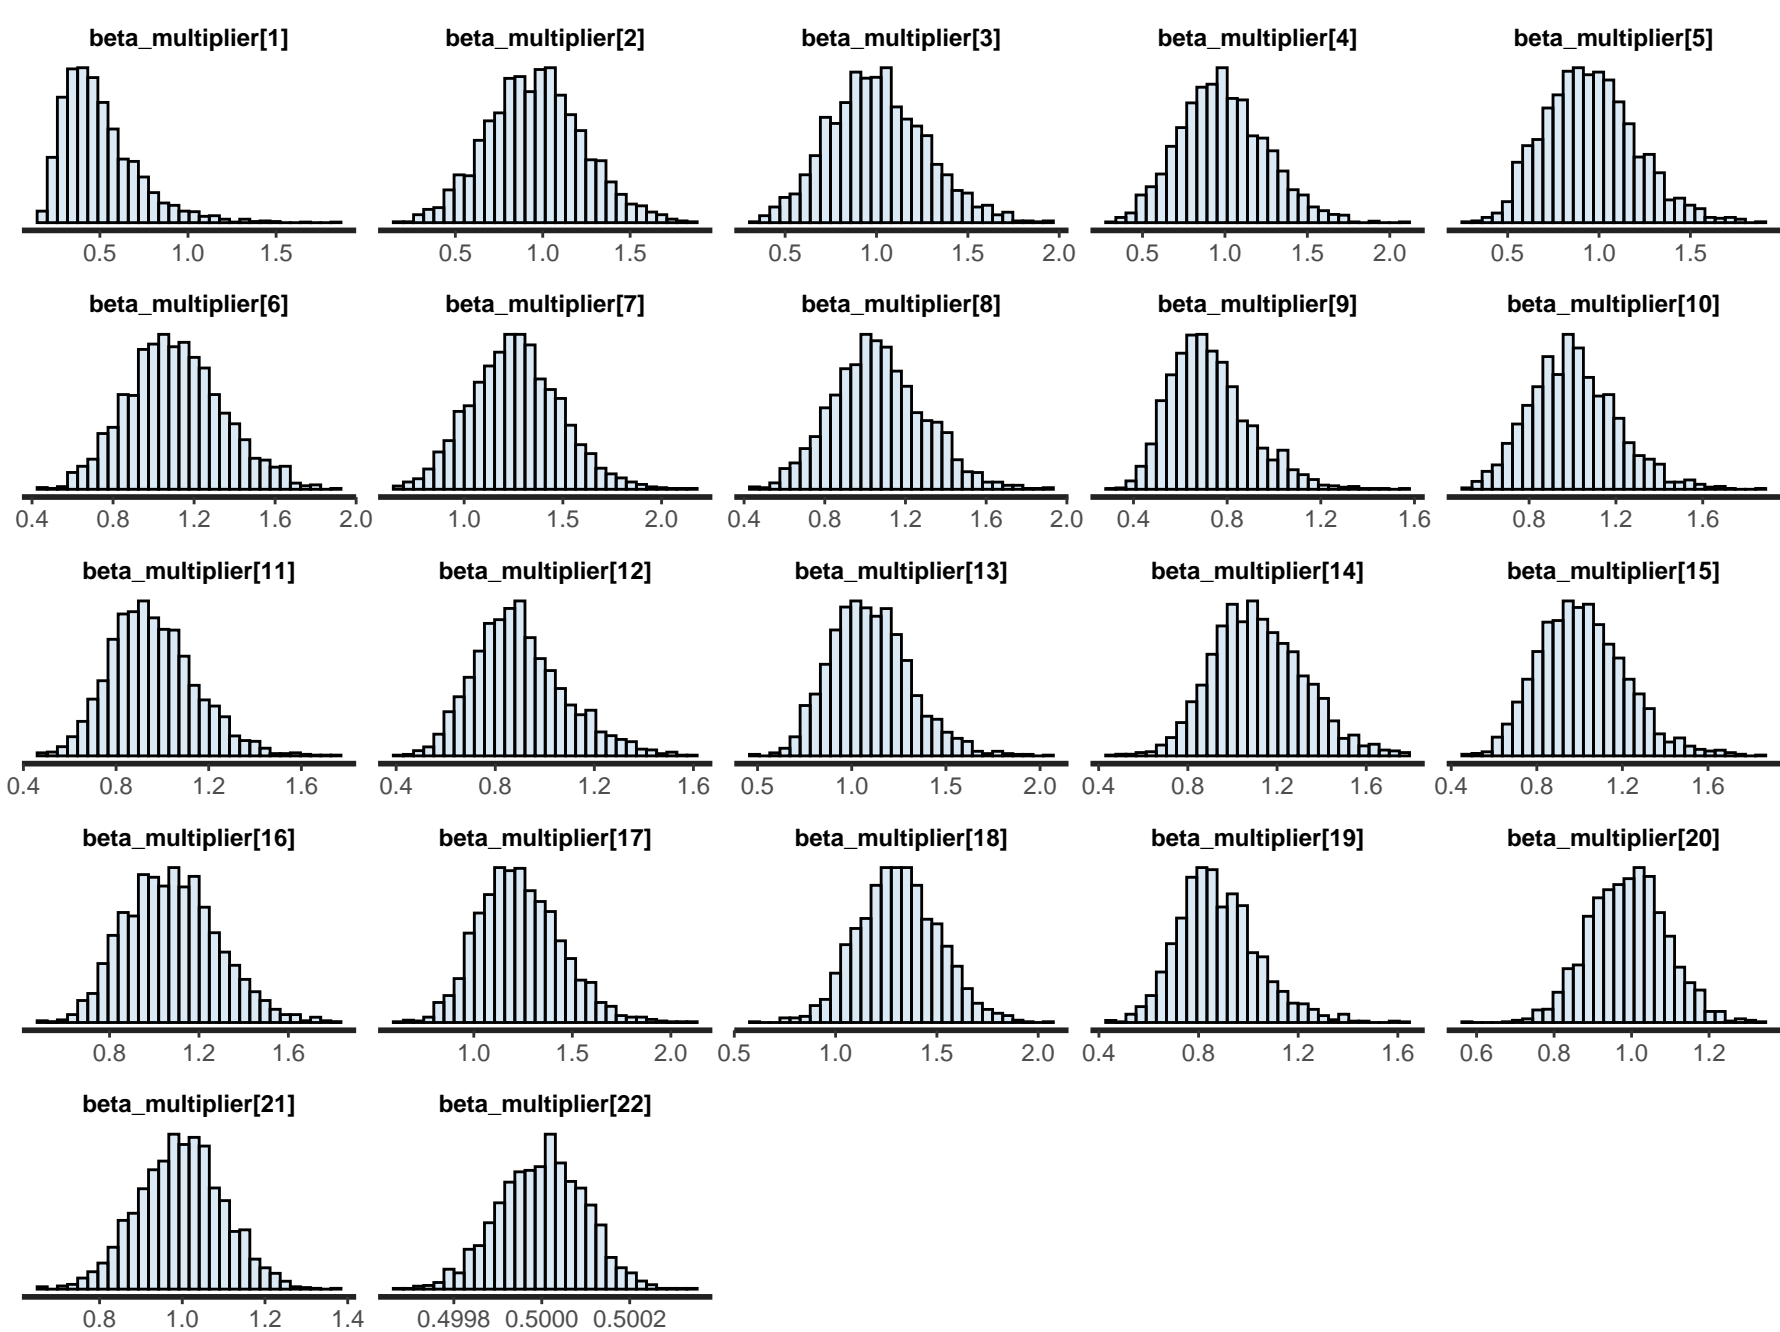 beta_multiplier[1] beta_multiplier[2] beta_multiplier[3] beta_multiplier[4] beta_multiplier[5]
0.5 1.0 1.5 0.5 1.0 1.5 0.5 1.0 1.5 2.0 0.5 1.0 1.5 2.0 0.5 1.0 1.5
beta_multiplier[6] beta_multiplier[7] beta_multiplier[8] beta_multiplier[9] beta_multiplier[10]
0.4 0.8 1.2 1.6 2.0 1.0 1.5 2.0 0.4 0.8 1.2 1.6 2.0 0.4 0.8 1.2 1.6 0.8 1.2 1.6
beta_multiplier[11] beta_multiplier[12] beta_multiplier[13] beta_multiplier[14] beta_multiplier[15]
0.4 0.8 1.2 1.6 0.4 0.8 1.2 1.6 0.5 1.0 1.5 2.0 0.4 0.8 1.2 1.6 0.4 0.8 1.2 1.6
beta_multiplier[16] beta_multiplier[17] beta_multiplier[18] beta_multiplier[19] beta_multiplier[20]
0.8 1.2 1.6 1.0 1.5 2.0 0.5 1.0 1.5 2.0 0.4 0.8 1.2 1.6 0.6 0.8 1.0 1.2
beta_multiplier[21] beta_multiplier[22]
0.8 1.0 1.2 1.4 0.4998 0.5000 0.5002